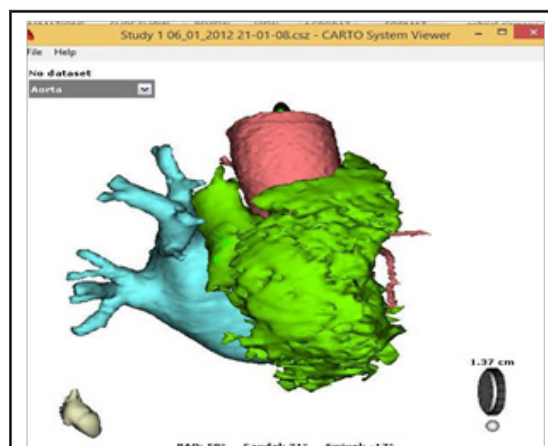 Study 1 06_01_2012 21-01-08.csz - CARTO System Viewer
File Help
No dataset
Aorta
1.37 cm